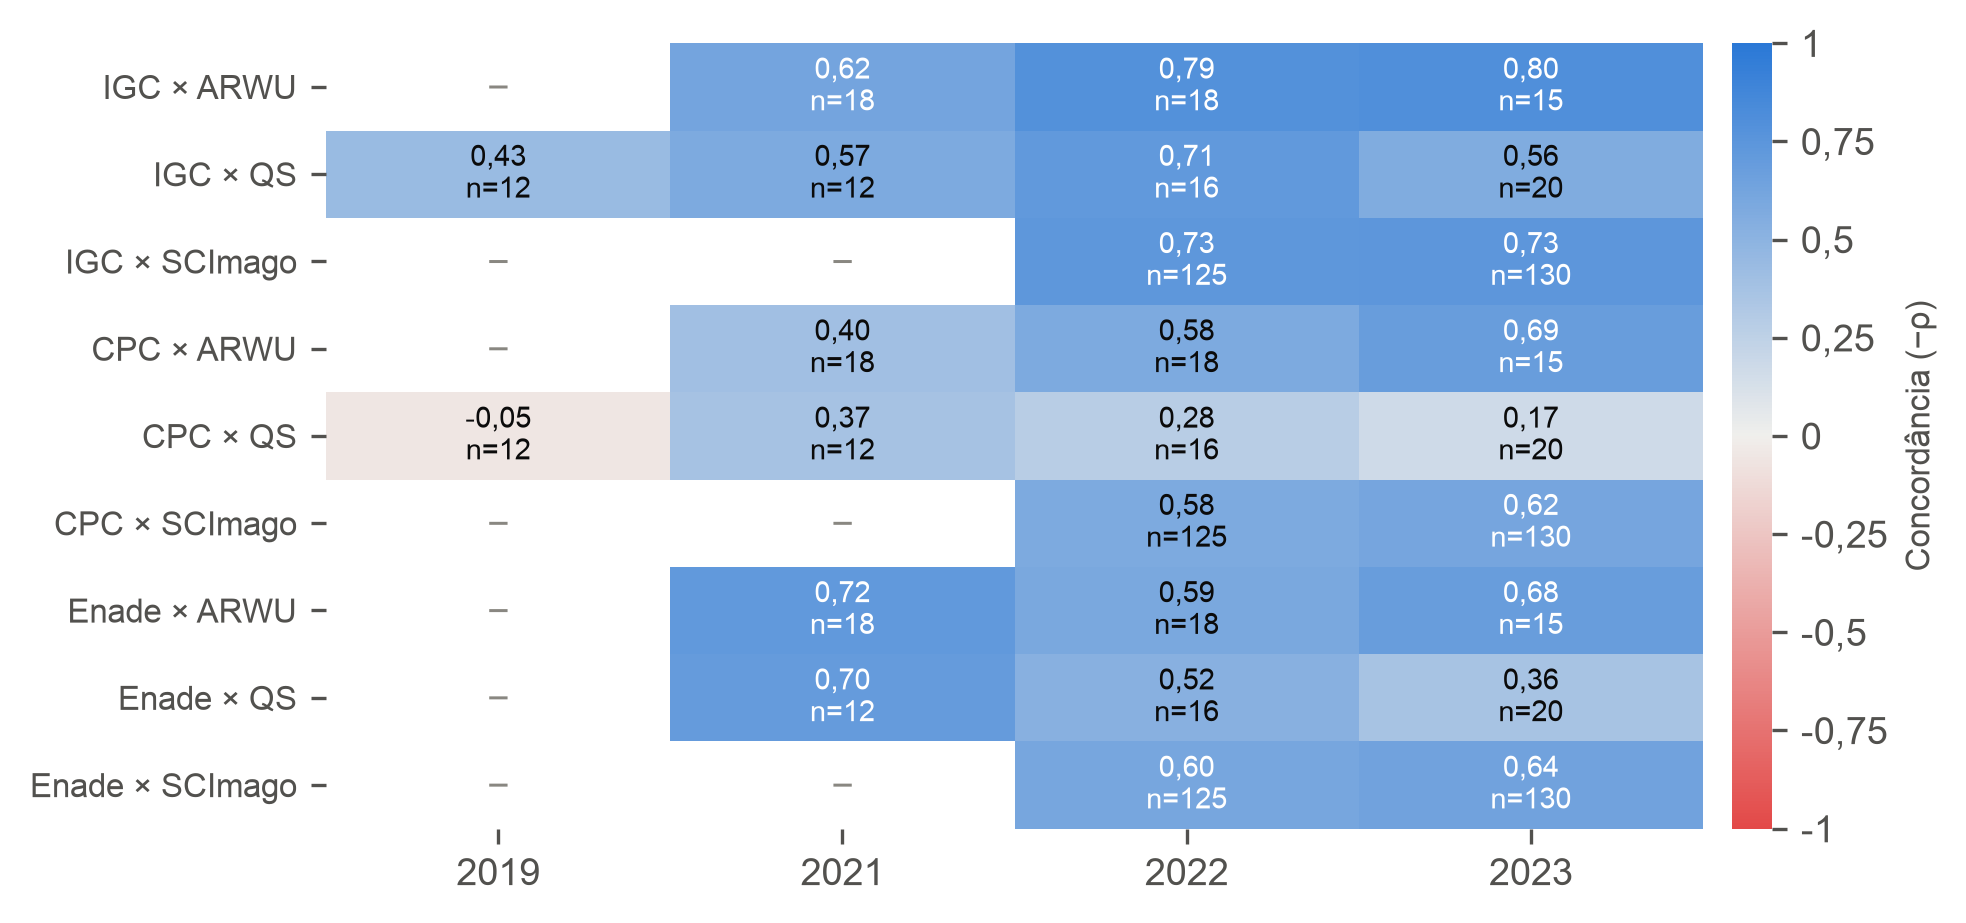 IGC × ARWU
–
0,62
n=18
0,79
n=18
0,80
n=15
IGC × QS
0,43
n=12
0,57
n=12
0,71
n=16
0,56
n=20
IGC × SCImago
–
–
0,73
n=125
0,73
n=130
CPC × ARWU
–
0,40
n=18
0,58
n=18
0,69
n=15
CPC × QS
-0,05
n=12
0,37
n=12
0,28
n=16
0,17
n=20
CPC × SCImago
–
–
0,58
n=125
0,62
n=130
Enade × ARWU
–
0,72
n=18
0,59
n=18
0,68
n=15
Enade × QS
–
0,70
n=12
0,52
n=16
0,36
n=20
Enade × SCImago
–
–
0,60
n=125
0,64
n=130
2019
2021
2022
2023
1
0,75
0,5
0,25
0
-0,25
-0,5
-0,75
-1
Concordância (−ρ)